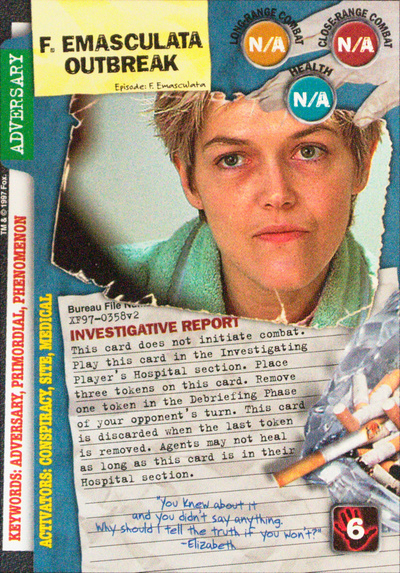 F. EMASCULATA
OUTBREAK
Episode: F. Emasculata
LONG-RANGE COMBAT
N/A
CLOSE-RANGE COMBAT
N/A
HEALTH
N/A
ADVERSARY
TM & © 1997 Fox.
KEYWORDS: ADVERSARY, PRIMORDIAL, PHENOMENON
ACTIVATORS: CONSPIRACY, SITE, MEDICAL
Bureau File
XF97-0358v2
INVESTIGATIVE REPORT
This card does not initiate combat.
Play this card in the Investigating
Player's Hospital section. Place
three tokens on this card. Remove
one token in the Debriefing Phase
of your opponent's turn. This card
is discarded when the last token
is removed. Agents may not heal
as long as this card is in their
Hospital section.
"You knew about it
and you didn't say anything.
Why should I tell the truth if you won't?"
-Elizabeth
6